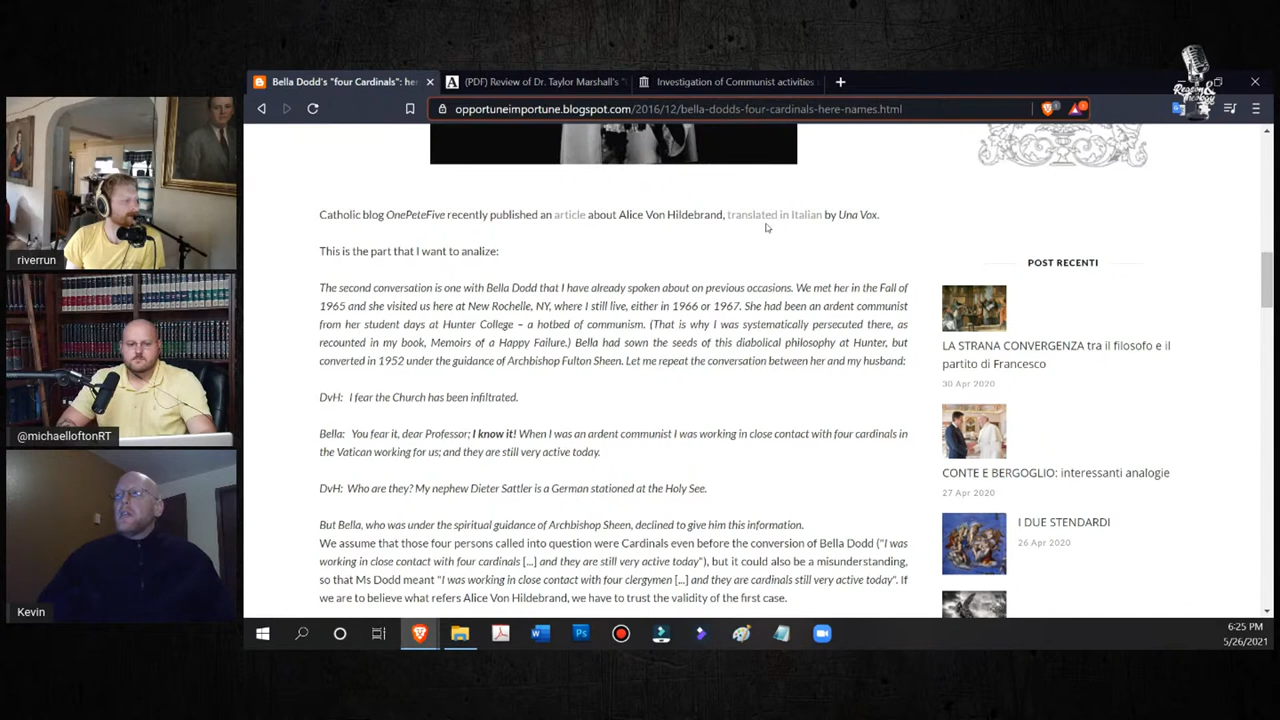 Reason & Theology
Bella Dodd's "four Cardinals": her
(PDF) Review of Dr. Taylor Marshall's "
Investigation of Communist activities
opportuneimportune.blogspot.com/2016/12/bella-dodds-four-cardinals-here-names.html
Catholic blog OnePeteFive recently published an article about Alice Von Hildebrand, translated in Italian by Una Vox.
This is the part that I want to analize:
The second conversation is one with Bella Dodd that I have already spoken about on previous occasions. We met her in the Fall of
1965 and she visited us here at New Rochelle, NY, where I still live, either in 1966 or 1967. She had been an ardent communist
from her student days at Hunter College – a hotbed of communism. (That is why I was systematically persecuted there, as
recounted in my book, Memoirs of a Happy Failure.) Bella had sown the seeds of this diabolical philosophy at Hunter, but
converted in 1952 under the guidance of Archbishop Fulton Sheen. Let me repeat the conversation between her and my husband:
DvH: I fear the Church has been infiltrated.
Bella: You fear it, dear Professor; I know it! When I was an ardent communist I was working in close contact with four cardinals in
the Vatican working for us; and they are still very active today.
DvH: Who are they? My nephew Dieter Sattler is a German stationed at the Holy See.
But Bella, who was under the spiritual guidance of Archbishop Sheen, declined to give him this information.
We assume that those four persons called into question were Cardinals even before the conversion of Bella Dodd ("I was
working in close contact with four cardinals [...] and they are still very active today"), but it could also be a misunderstanding,
so that Ms Dodd meant "I was working in close contact with four clergymen [...] and they are cardinals still very active today". If
we are to believe what refers Alice Von Hildebrand, we have to trust the validity of the first case.
POST RECENTI
LA STRANA CONVERGENZA tra il filosofo e il
partito di Francesco
30 Apr 2020
CONTE E BERGOGLIO: interessanti analogie
27 Apr 2020
I DUE STENDARDI
26 Apr 2020
riverrun
@michaelloftonRT
Kevin
W
Ps
6:25 PM
5/26/2021